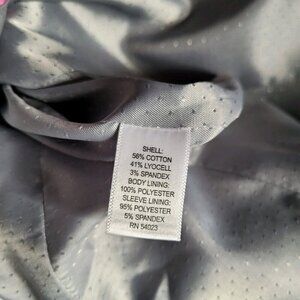 SHELL:
56% COTTON
41% LYOCELL
3% SPANDEX
BODY LINING:
100% POLYESTER
SLEEVE LINING:
95% POLYESTER
5% SPANDEX
RN 54023